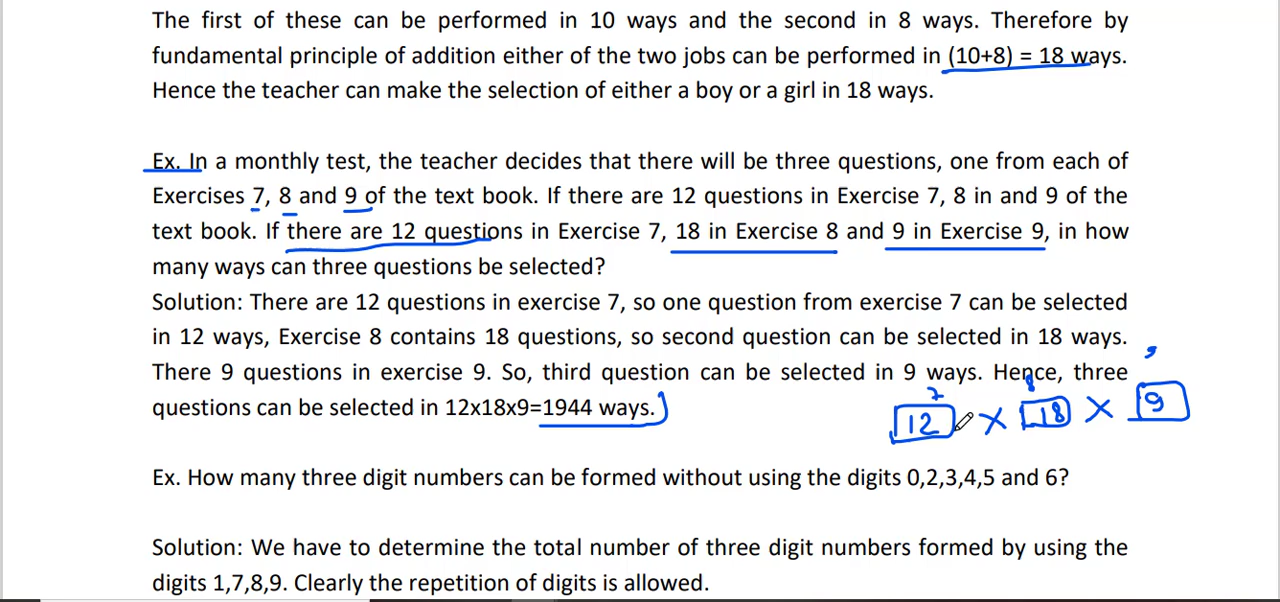 The first of these can be performed in 10 ways and the second in 8 ways. Therefore by
fundamental principle of addition either of the two jobs can be performed in (10+8) = 18 ways.
Hence the teacher can make the selection of either a boy or a girl in 18 ways.
Ex. In a monthly test, the teacher decides that there will be three questions, one from each of
Exercises 7, 8 and 9 of the text book. If there are 12 questions in Exercise 7, 8 in and 9 of the
text book. If there are 12 questions in Exercise 7, 18 in Exercise 8 and 9 in Exercise 9, in how
many ways can three questions be selected?
Solution: There are 12 questions in exercise 7, so one question from exercise 7 can be selected
in 12 ways, Exercise 8 contains 18 questions, so second question can be selected in 18 ways.
There 9 questions in exercise 9. So, third question can be selected in 9 ways. Hence, three
questions can be selected in 12x18x9=1944 ways.
7 8 9
12 × 18 × 9
Ex. How many three digit numbers can be formed without using the digits 0,2,3,4,5 and 6?
Solution: We have to determine the total number of three digit numbers formed by using the
digits 1,7,8,9. Clearly the repetition of digits is allowed.